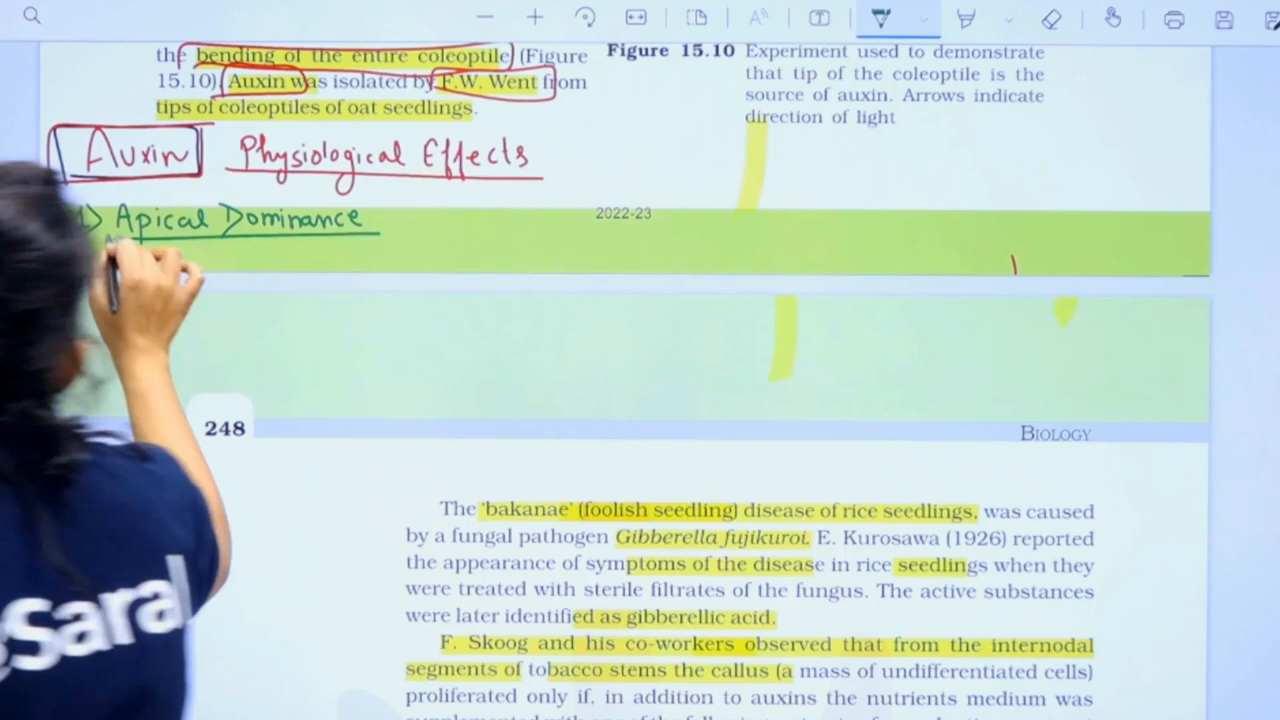 the bending of the entire coleoptile (Figure
15.10) Auxin was isolated by F.W. Went from
tips of coleoptiles of oat seedlings.
Figure 15.10 Experiment used to demonstrate
that tip of the coleoptile is the
source of auxin. Arrows indicate
direction of light
Auxin Physiological Effects
1) Apical Dominance
2022-23
248
BIOLOGY
The 'bakanae' (foolish seedling) disease of rice seedlings, was caused
by a fungal pathogen Gibberella fujikuroi. E. Kurosawa (1926) reported
the appearance of symptoms of the disease in rice seedlings when they
were treated with sterile filtrates of the fungus. The active substances
were later identified as gibberellic acid.
F. Skoog and his co-workers observed that from the internodal
segments of tobacco stems the callus (a mass of undifferentiated cells)
proliferated only if, in addition to auxins the nutrients medium was
eSaral